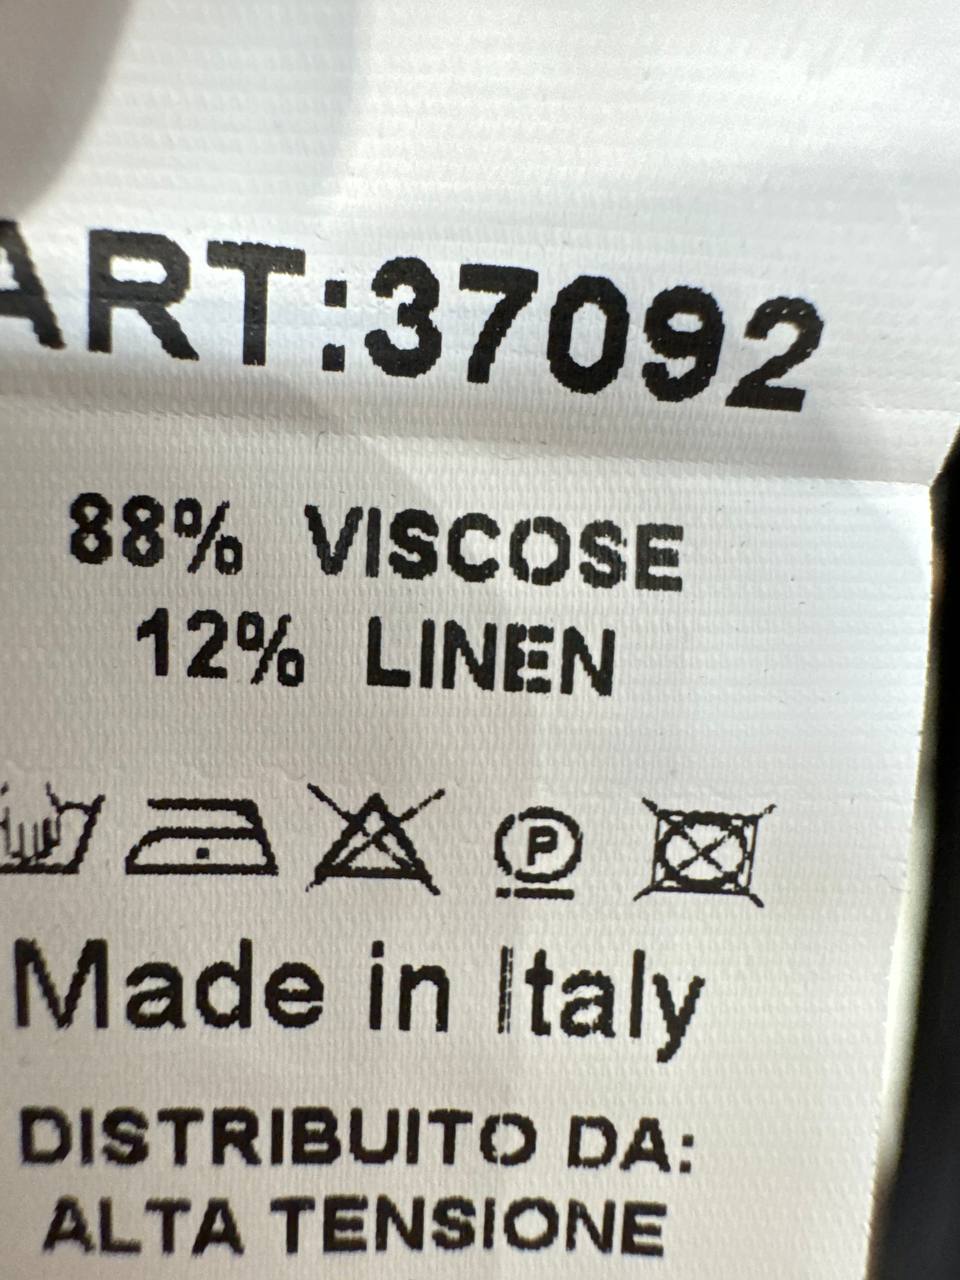 ART:37092
88% VISCOSE
12% LINEN
P
Made in Italy
DISTRIBUITO DA:
ALTA TENSIONE